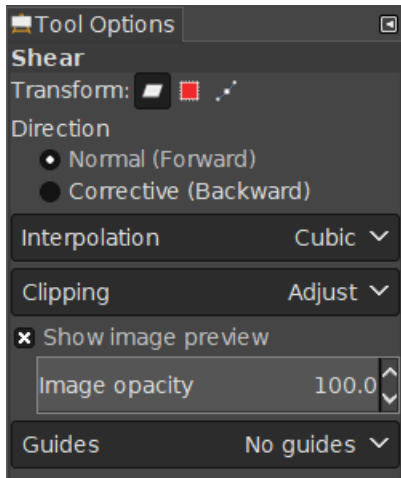 Tool Options
Shear
Transform:
Direction
Normal (Forward)
Corrective (Backward)
Interpolation Cubic
Clipping Adjust
Show image preview
Image opacity 100.0
Guides No guides